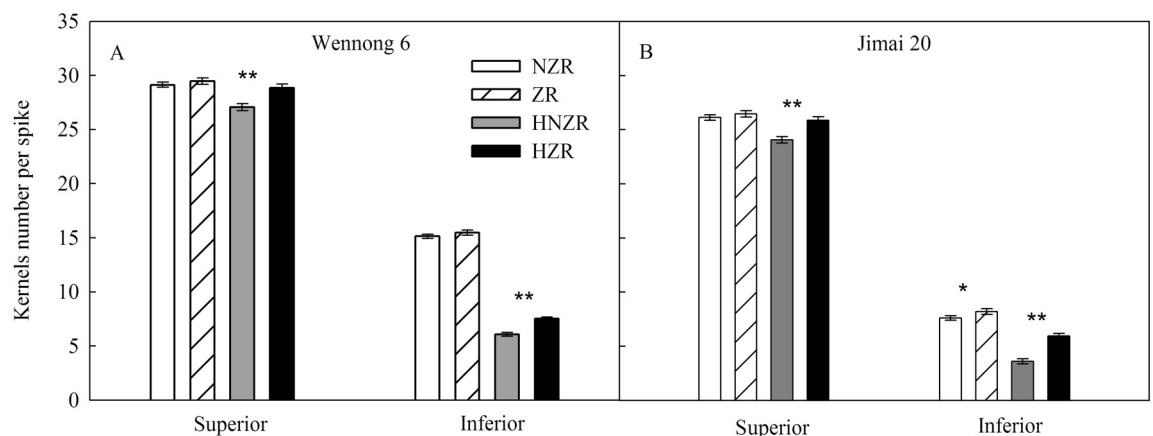 35
30
25
20
15
10
5
0
Kernels number per spike
A
Wennong 6
**
NZR
ZR
HNZR
HZR
**
Superior
Inferior
B
Jimai 20
**
*
**
Superior
Inferior